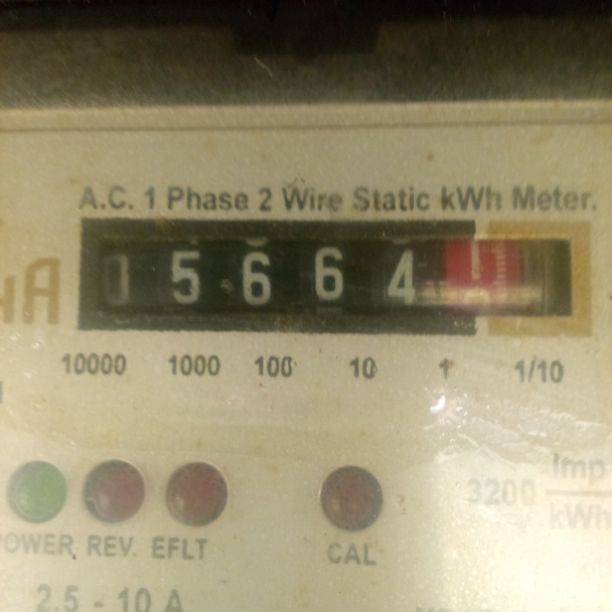 A.C. 1 Phase 2 Wire Static kWh Meter.
5664
10000 1000 100 10 1 1/10
3200 Imp
kWh
POWER REV. EFLT CAL
2.5 - 10 A